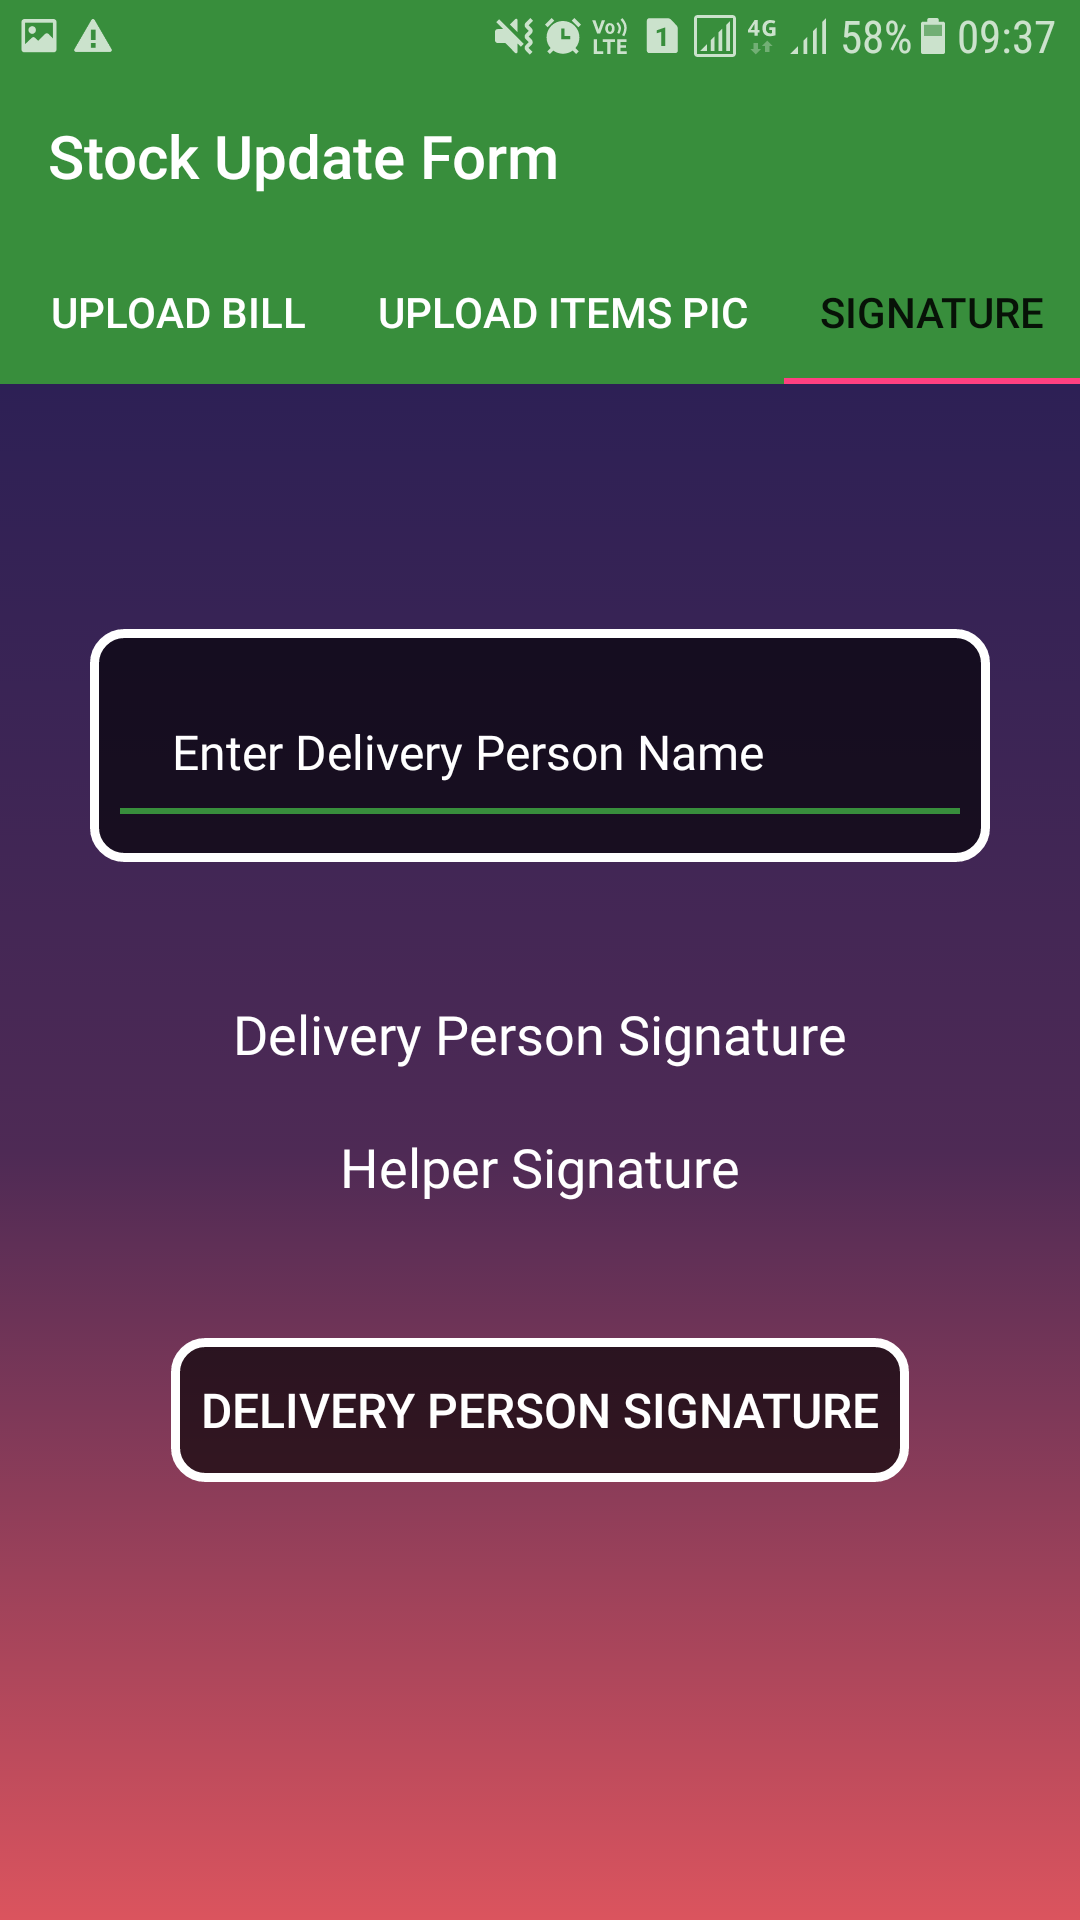 Vo)) LTE 1 4G 58% 09:37
Stock Update Form
UPLOAD BILL UPLOAD ITEMS PIC SIGNATURE
Enter Delivery Person Name
Delivery Person Signature
Helper Signature
DELIVERY PERSON SIGNATURE